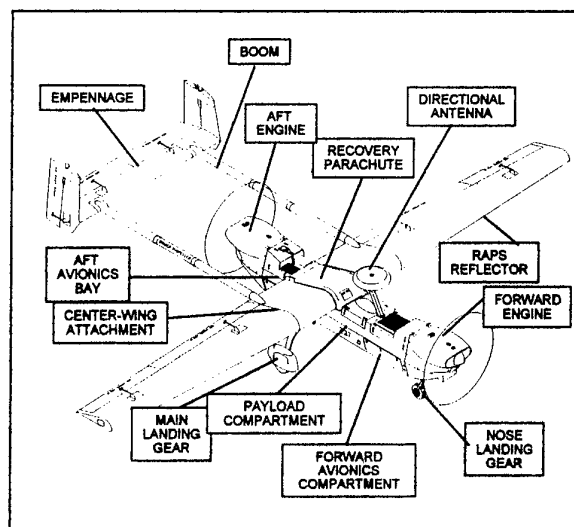 BOOM
EMPENNAGE
AFT
ENGINE
DIRECTIONAL
ANTENNA
RECOVERY
PARACHUTE
RAPS
REFLECTOR
AFT
AVIONICS
BAY
FORWARD
ENGINE
CENTER-WING
ATTACHMENT
MAIN
LANDING
GEAR
PAYLOAD
COMPARTMENT
FORWARD
AVIONICS
COMPARTMENT
NOSE
LANDING
GEAR